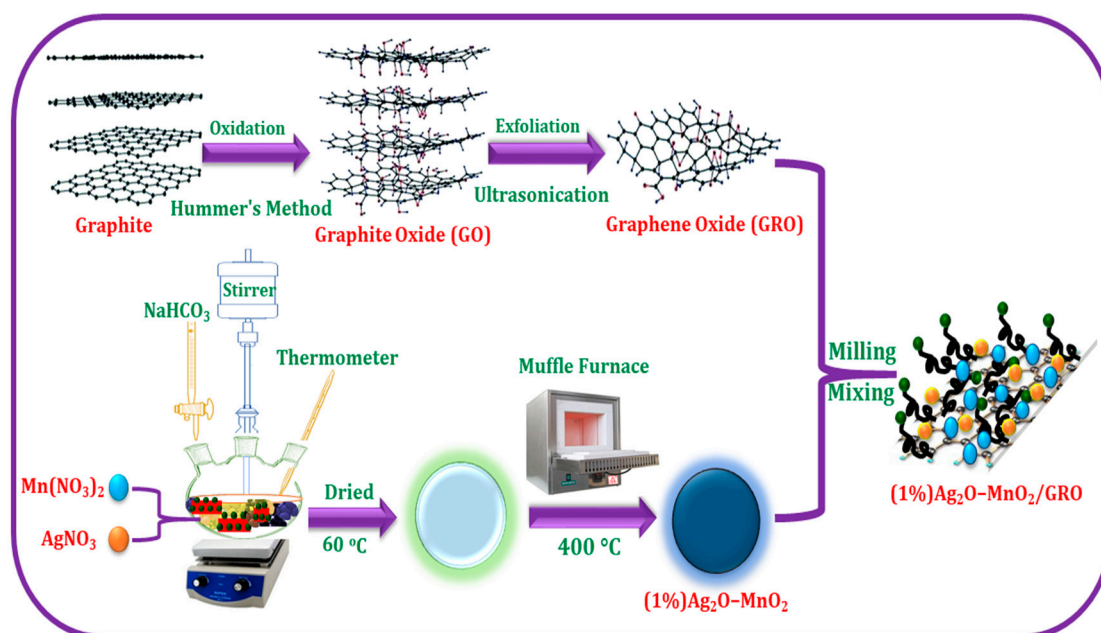 Oxidation
Hummer's Method
Exfoliation
Ultrasonication
Graphite
Graphite Oxide (GO)
Graphene Oxide (GRO)
Stirrer
NaHCO₃
Thermometer
Muffle Furnace
Milling
Mixing
Mn(NO₃)₂
AgNO₃
Dried
60 ºC
400 °C
(1%)Ag₂O–MnO₂
(1%)Ag₂O–MnO₂/GRO